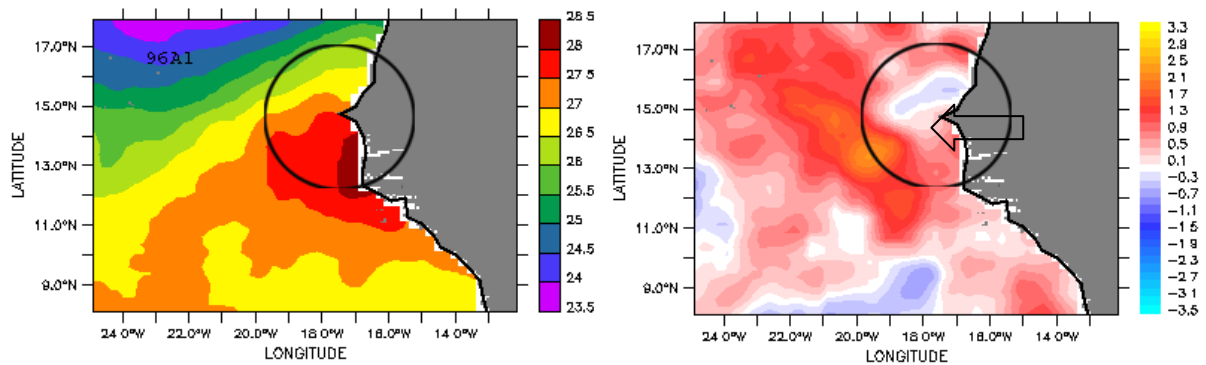 96A1
LATITUDE
17.0°N
15.0°N
13.0°N
11.0°N
9.0°N
24.0°W 22.0°W 20.0°W 18.0°W 16.0°W 14.0°W
LONGITUDE
28.5
28
27.5
27
26.5
26
25.5
25
24.5
24
23.5
LATITUDE
17.0°N
15.0°N
13.0°N
11.0°N
9.0°N
24.0°W 22.0°W 20.0°W 18.0°W 16.0°W 14.0°W
LONGITUDE
3.3
2.9
2.5
2.1
1.7
1.3
0.9
0.5
0.1
-0.3
-0.7
-1.1
-1.5
-1.9
-2.3
-2.7
-3.1
-3.5